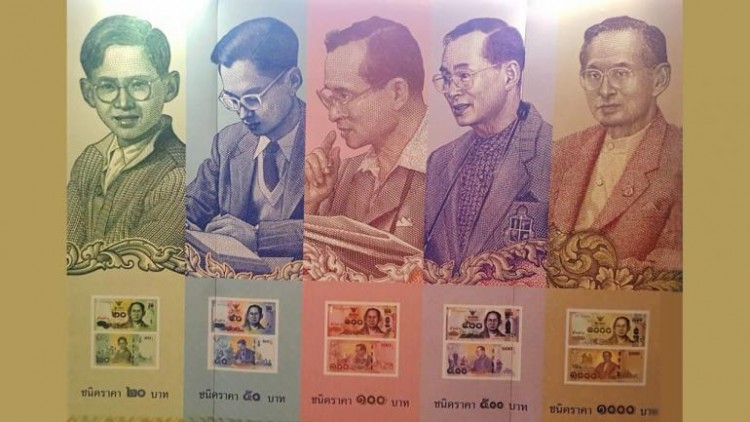 ชนิดราคา ๒๐ บาท
ชนิดราคา ๕๐ บาท
ชนิดราคา ๑๐๐ บาท
ชนิดราคา ๕๐๐ บาท
ชนิดราคา ๑๐๐๐ บาท